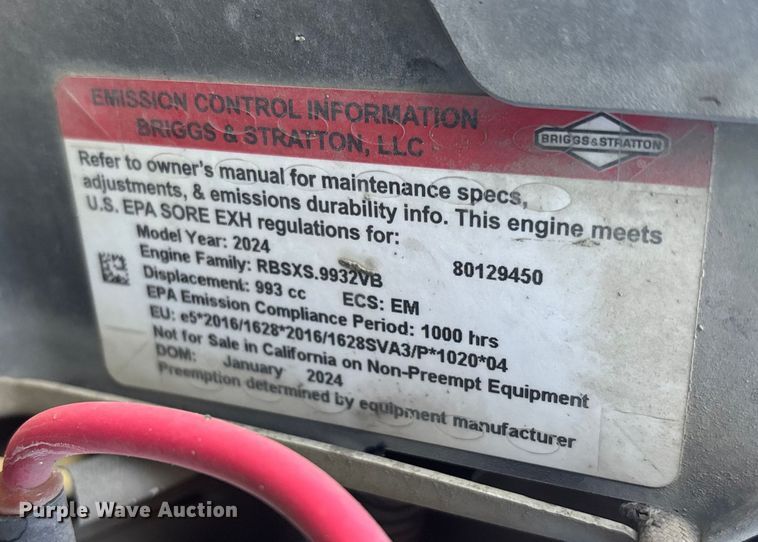 EMISSION CONTROL INFORMATION
BRIGGS & STRATTON, LLC
BRIGGS & STRATTON
Refer to owner's manual for maintenance specs,
adjustments, & emissions durability info. This engine meets
U.S. EPA SORE EXH regulations for:
Model Year: 2024
Engine Family: RBSXS.9932VB 80129450
Displacement: 993 cc ECS: EM
EPA Emission Compliance Period: 1000 hrs
EU: e5*2016/1628*2016/1628SVA3/P*1020*04
Not for Sale in California on Non-Preempt Equipment
DOM: January 2024
Preemption determined by equipment manufacturer
Purple Wave Auction